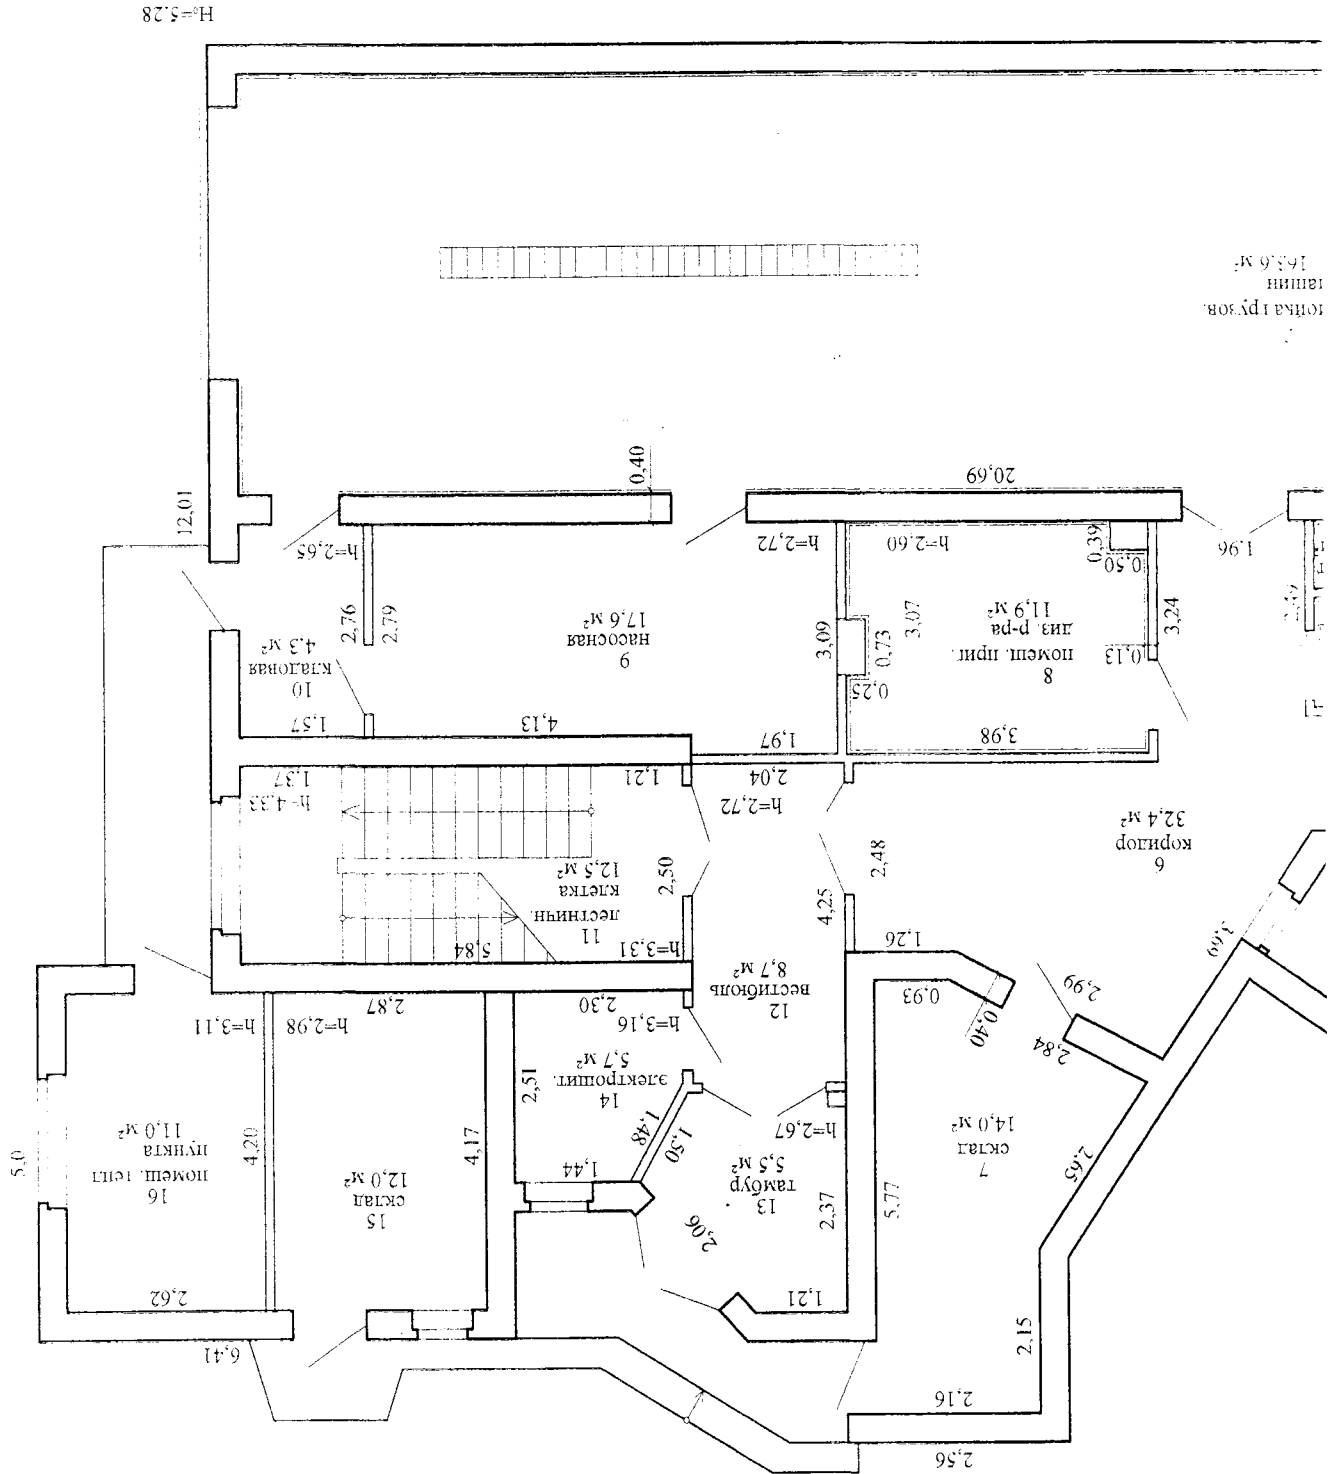 2,56
2,16
2,15
6,41
2,62
1,21
2,06
2,37
5,77
2,65
7
склад
14,0 м²
13
тамбур
5,5 м²
h=2,67
1,50
1,48
1,44
14
электрощит.
5,7 м²
h=3,16
2,30
2,51
15
склад
12,0 м²
4,17
4,20
h=2,98
2,87
16
помещ. тепл
пункта
11,0 м²
h=3,11
5,0
2,84
2,99
0,40
0,93
1,26
3,69
12
вестибюль
8,7 м²
4,25
2,48
2,50
h=2,72
2,04
11
лестничн.
клетка
12,5 м²
h=3,31
5,84
1,21
1,37
h=4,33
6
коридор
32,4 м²
3,98
1,97
4,13
1,57
8
помещ. приг.
диз. р-ра
11,9 м²
0,13
3,24
0,50
0,39
h=2,60
3,07
0,73
0,25
3,09
9
насосная
17,6 м²
h=2,72
2,79
2,76
10
кладовая
4,3 м²
h=2,65
12,01
1,96
20,69
0,40
мойка грузов.
машин
163,6 м²
Н₀=5.28